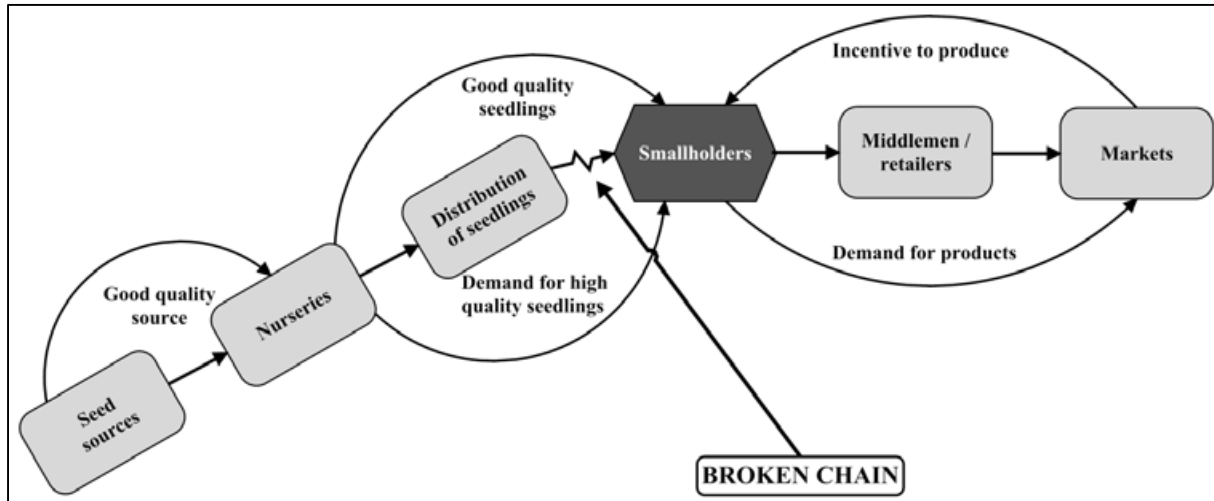 Incentive to produce
Good quality
seedlings
Smallholders
Middlemen /
retailers
Markets
Distribution
of seedlings
Demand for products
Demand for high
quality seedlings
Good quality
source
Nurseries
Seed
sources
BROKEN CHAIN